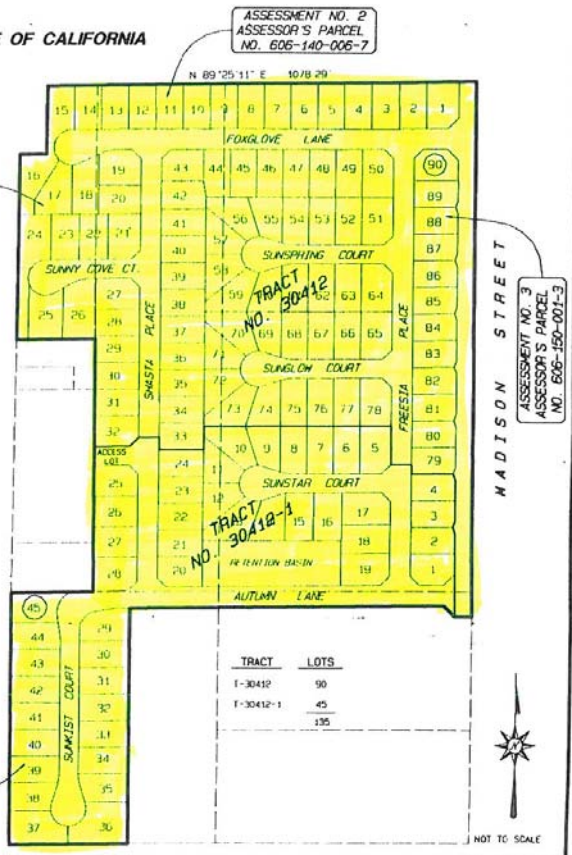 E OF CALIFORNIA
ASSESSMENT NO. 2
ASSESSOR'S PARCEL
NO. 606-140-006-7
N 89°25'11" E 1078.29'
15 14 13 12 11 10 9 8 7 6 5 4 3 2 1
FOXGLOVE LANE
16 17 18 19
20
43 44 45 46 47 48 49 50
90
89
88
87
86
85
84
83
82
81
80
79
42
41
40
39
38
37
36
35
34
33
24 23 22 21
SUNNY COVE CT.
25 26
27
28
29
30
31
32
SHASTA PLACE
56 55 54 53 52 51
57
58
SUNSPRING COURT
59
62 63 64
TRACT
NO. 30412
70 69 68 67 66 65
71
72
SUNGLOW COURT
73 74 75 76 77 78
FREESIA PLACE
MADISON STREET
ASSESSMENT NO. 3
ASSESSOR'S PARCEL
NO. 606-150-001-3
ACCESS
LOT
25
26
27
28
24
23
22
21
20
10 9 8 7 6 5
11
12
SUNSTAR COURT
4
3
2
1
TRACT
NO. 30412-1
15 16 17
18
19
RETENTION BASIN
AUTUMN LANE
45
44
43
42
41
40
39
38
37
SUNKIST COURT
29
30
31
32
33
34
35
36
TRACT LOTS
T-30412 90
T-30412-1 45
135
N
NOT TO SCALE